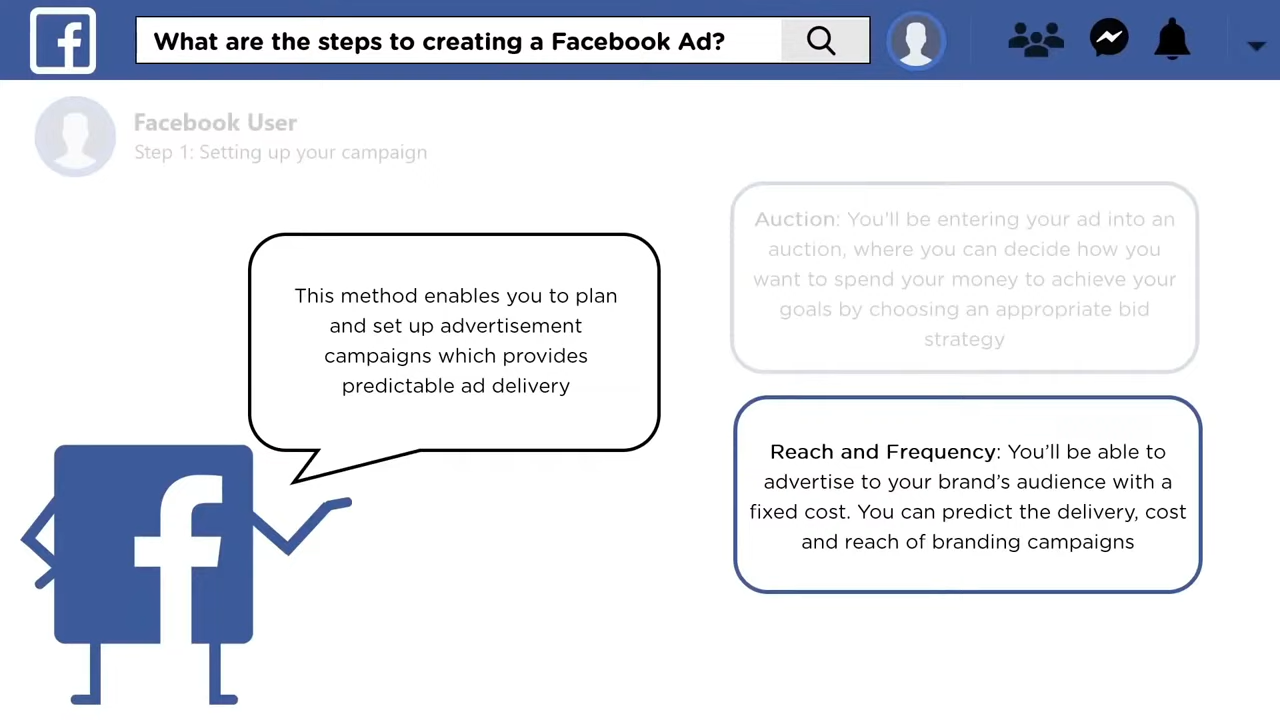 What are the steps to creating a Facebook Ad?
Facebook User
Step 1: Setting up your campaign
This method enables you to plan
and set up advertisement
campaigns which provides
predictable ad delivery
Auction: You'll be entering your ad into an
auction, where you can decide how you
want to spend your money to achieve your
goals by choosing an appropriate bid
strategy
Reach and Frequency: You'll be able to
advertise to your brand's audience with a
fixed cost. You can predict the delivery, cost
and reach of branding campaigns